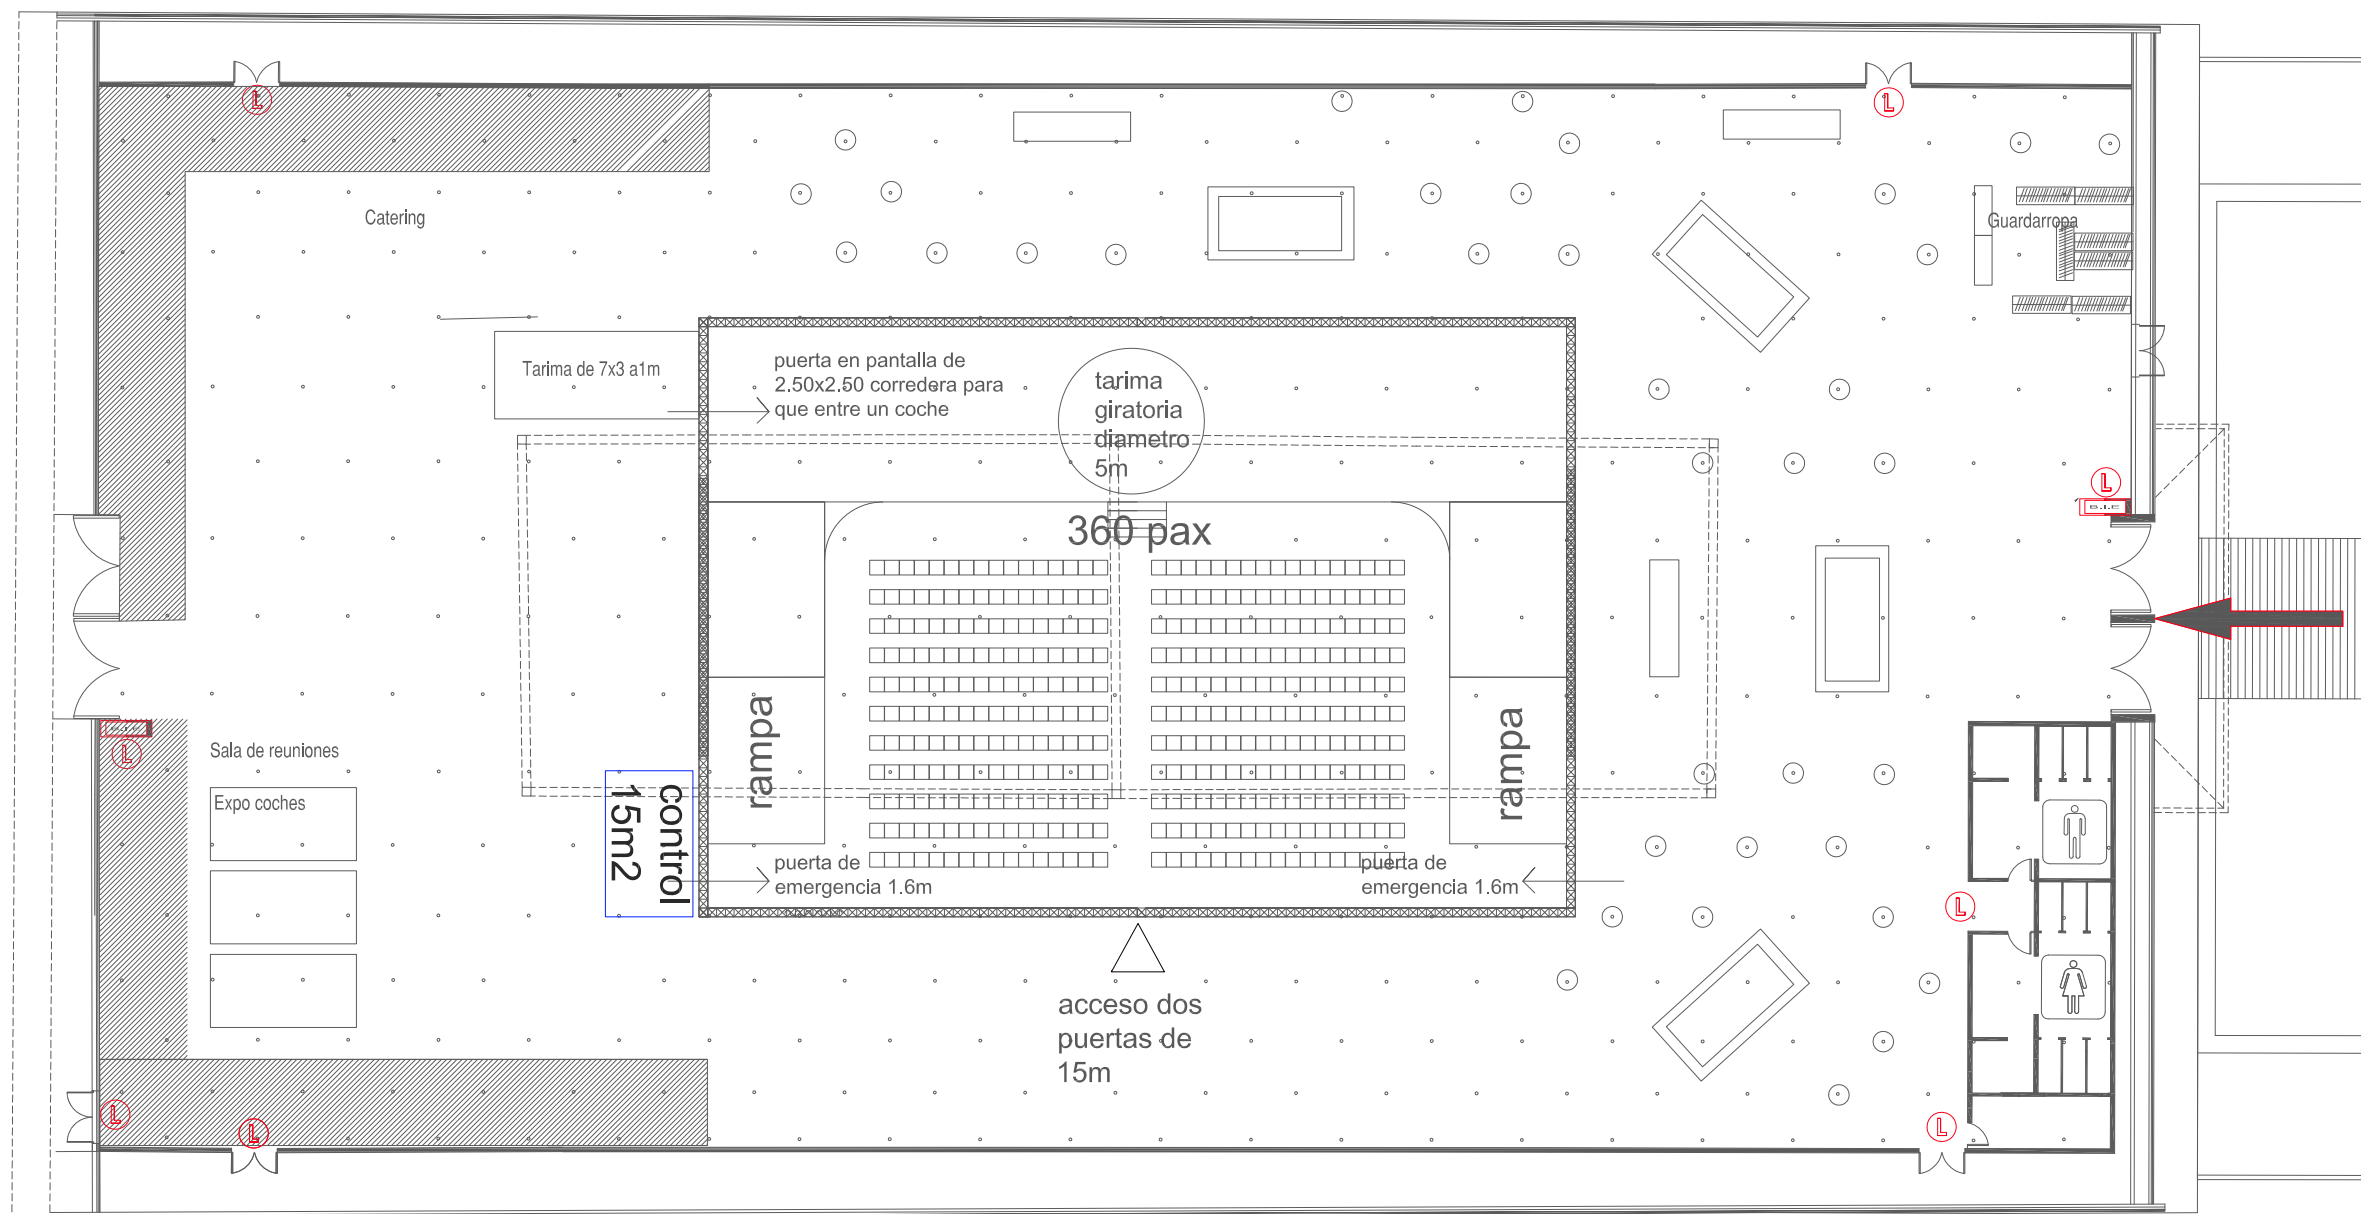 L
L
Catering
Guardarropa
Tarima de 7x3 a1m
puerta en pantalla de
2.50x2.50 corredera para
que entre un coche
tarima
giratoria
diametro
5m
L
B.I.E
360 pax
rampa
rampa
L
Sala de reuniones
Expo coches
control
15m2
puerta de
emergencia 1.6m
puerta de
emergencia 1.6m
L
acceso dos
puertas de
15m
L
L
L